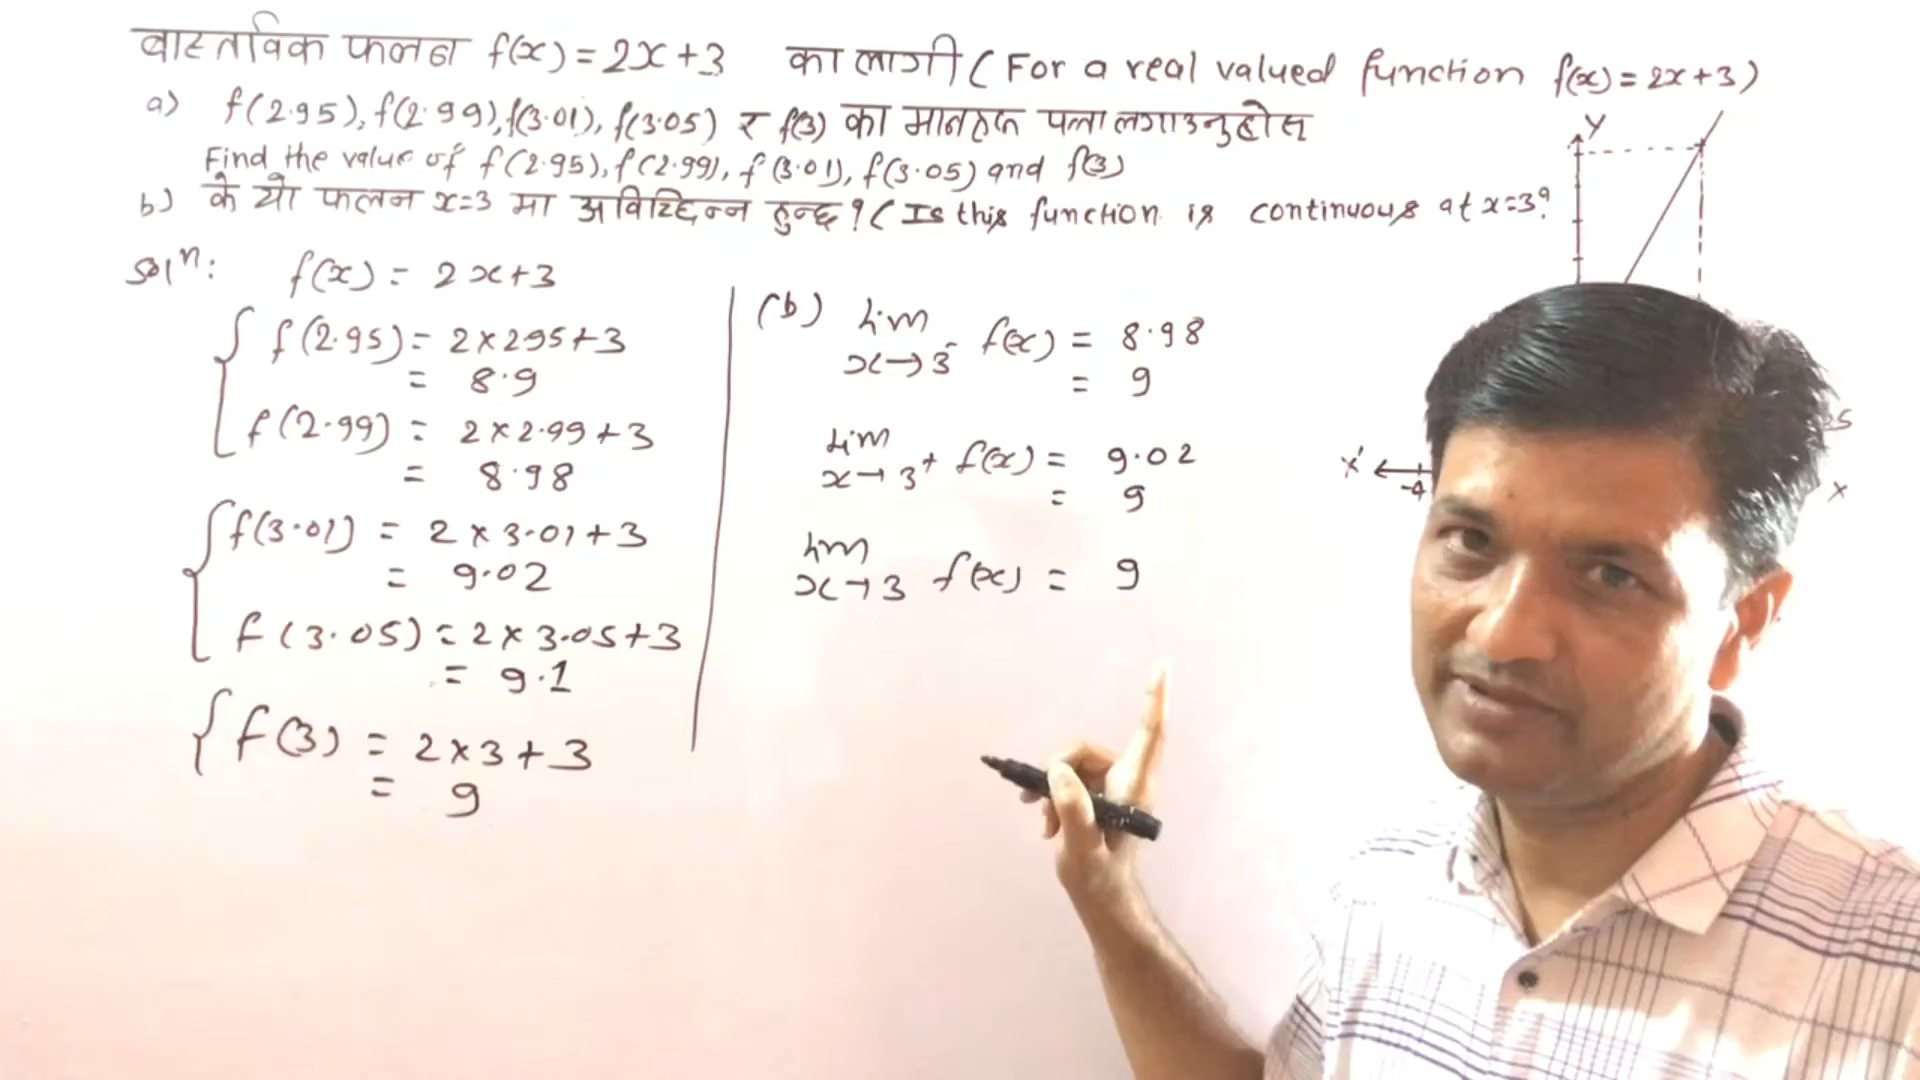 वास्तविक फलन f(x) = 2x+3 का लागी ( For a real valued function f(x) = 2x+3 )
a) f(2.95), f(2.99), f(3.01), f(3.05) र f(3) का मानहरू पत्ता लगाउनुहोस
Find the value of f(2.95), f(2.99), f(3.01), f(3.05) and f(3)
b) के यो फलन x=3 मा अविच्छिन्न हुन्छ ? ( Is this function is continuous at x=3?
Solⁿ: f(x) = 2x+3
f(2.95) = 2×295+3
= 8.9
f(2.99) = 2×2.99+3
= 8.98
f(3.01) = 2×3.01+3
= 9.02
f(3.05) = 2×3.05+3
= 9.1
f(3) = 2×3+3
= 9
(b) lim x→3⁻ f(x) = 8.98
= 9
lim x→3⁺ f(x) = 9.02
= 9
lim x→3 f(x) = 9
Y
X' -4
X